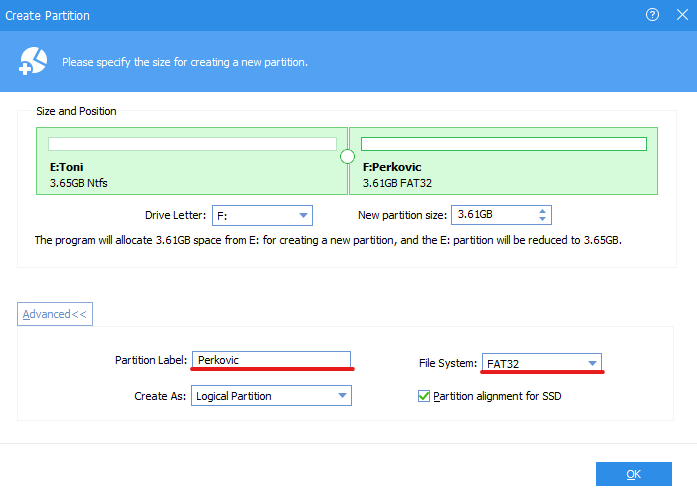 Create Partition
Please specify the size for creating a new partition.
Size and Position
E:Toni
3.65GB Ntfs
F:Perkovic
3.61GB FAT32
Drive Letter: F:
New partition size: 3.61GB
The program will allocate 3.61GB space from E: for creating a new partition, and the E: partition will be reduced to 3.65GB.
Advanced<<
Partition Label: Perkovic
File System: FAT32
Create As: Logical Partition
Partition alignment for SSD
OK